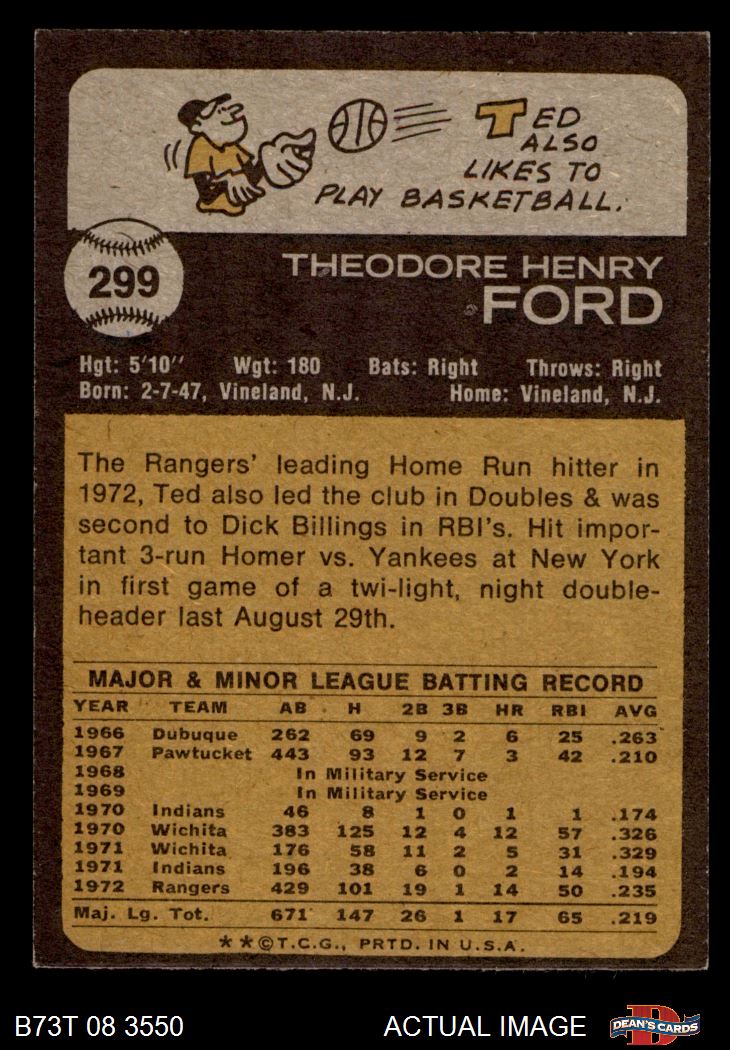 TED
ALSO
LIKES TO
PLAY BASKETBALL.
299
THEODORE HENRY
FORD
Hgt: 5'10" Wgt: 180 Bats: Right Throws: Right
Born: 2-7-47, Vineland, N.J. Home: Vineland, N.J.
The Rangers' leading Home Run hitter in
1972, Ted also led the club in Doubles & was
second to Dick Billings in RBI's. Hit impor-
tant 3-run Homer vs. Yankees at New York
in first game of a twi-light, night double-
header last August 29th.
MAJOR & MINOR LEAGUE BATTING RECORD
YEAR TEAM AB H 2B 3B HR RBI AVG
1966 Dubuque 262 69 9 2 6 25 .263
1967 Pawtucket 443 93 12 7 3 42 .210
1968 In Military Service
1969 In Military Service
1970 Indians 46 8 1 0 1 1 .174
1970 Wichita 383 125 12 4 12 57 .326
1971 Wichita 176 58 11 2 5 31 .329
1971 Indians 196 38 6 0 2 14 .194
1972 Rangers 429 101 19 1 14 50 .235
Maj. Lg. Tot. 671 147 26 1 17 65 .219
**©T.C.G., PRTD. IN U.S.A.
B73T 08 3550 ACTUAL IMAGE
D
DEAN'S CARDS